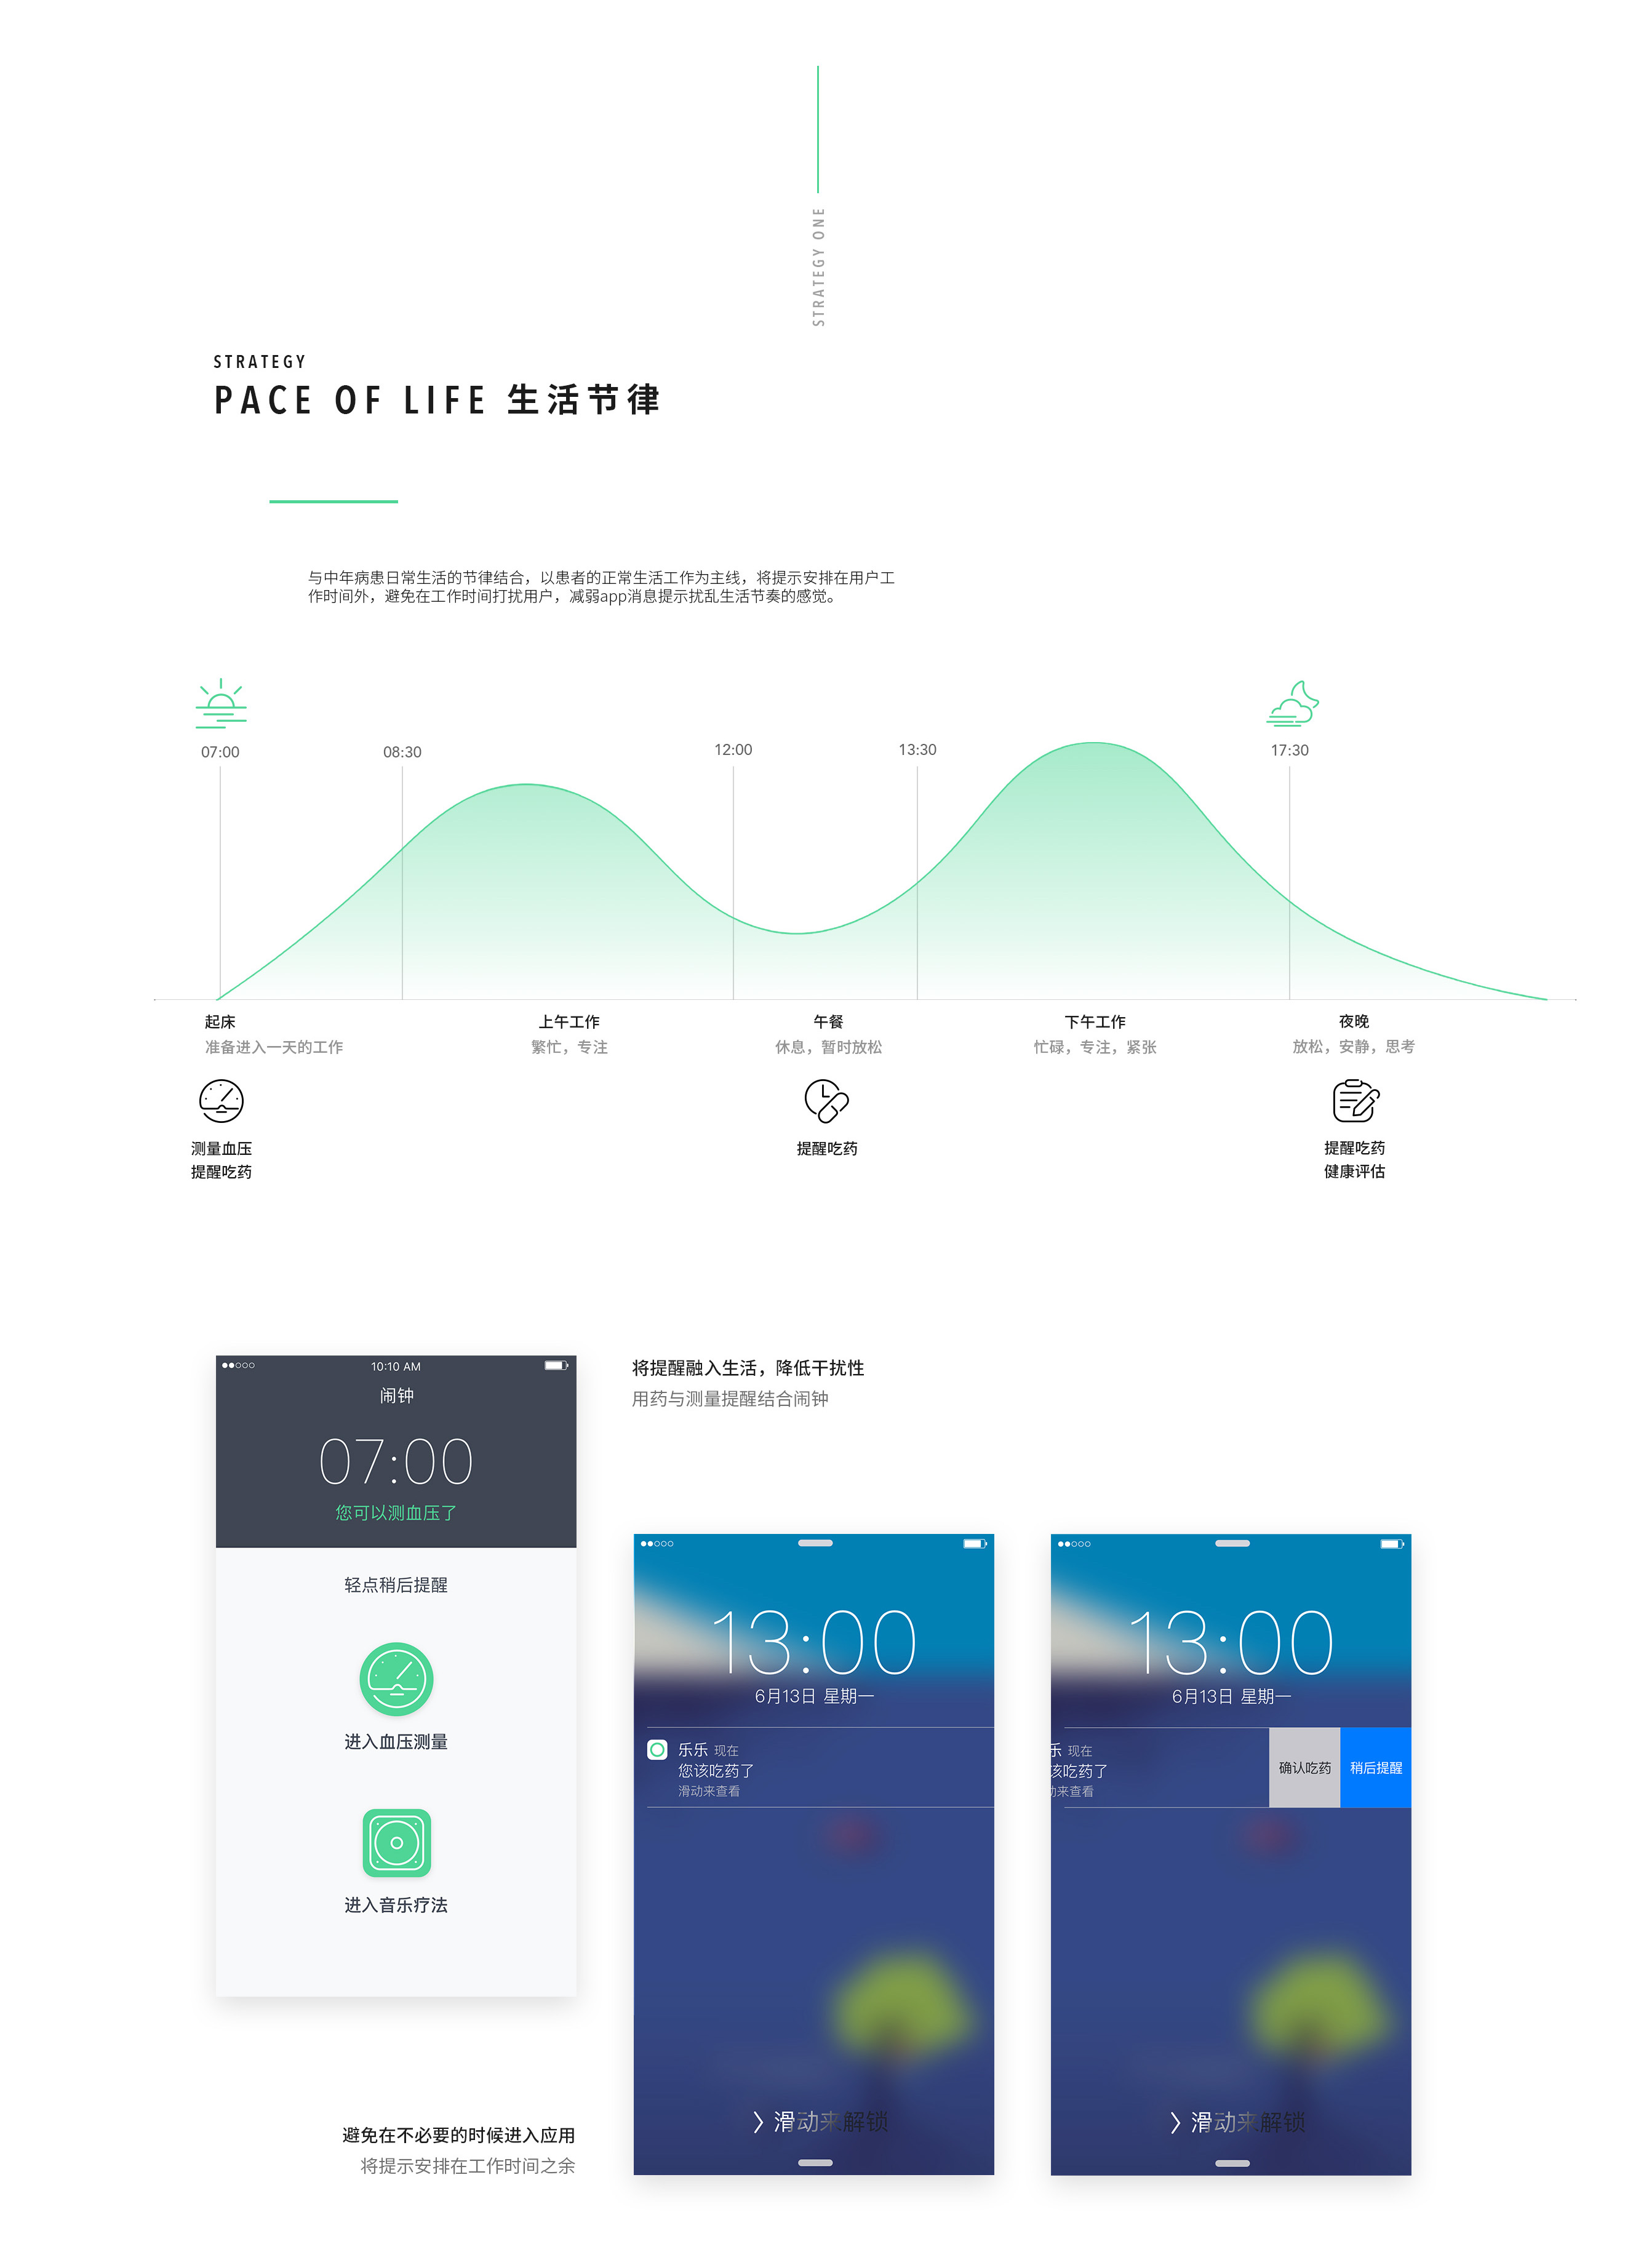 STRATEGY ONE
STRATEGY
PACE OF LIFE 生活节律
与中年病患日常生活的节律结合，以患者的正常生活工作为主线，将提示安排在用户工
作时间外，避免在工作时间打扰用户，减弱app消息提示扰乱生活节奏的感觉。
07:00
08:30
12:00
13:30
17:30
起床
准备进入一天的工作
上午工作
繁忙，专注
午餐
休息，暂时放松
下午工作
忙碌，专注，紧张
夜晚
放松，安静，思考
测量血压
提醒吃药
提醒吃药
提醒吃药
健康评估
10:10 AM
闹钟
07:00
您可以测血压了
轻点稍后提醒
进入血压测量
进入音乐疗法
将提醒融入生活，降低干扰性
用药与测量提醒结合闹钟
13:00
6月13日 星期一
乐乐 现在
您该吃药了
滑动来查看
〉滑动来解锁
13:00
6月13日 星期一
乐 现在
该吃药了
动来查看
确认吃药
稍后提醒
〉滑动来解锁
避免在不必要的时候进入应用
将提示安排在工作时间之余